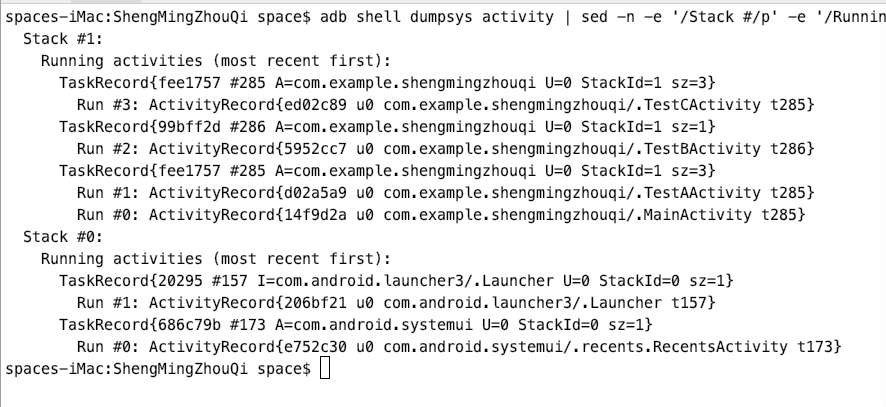 spaces-iMac:ShengMingZhouQi space$ adb shell dumpsys activity | sed -n -e '/Stack #/p' -e '/Runnin
Stack #1:
Running activities (most recent first):
TaskRecord{fee1757 #285 A=com.example.shengmingzhouqi U=0 StackId=1 sz=3}
Run #3: ActivityRecord{ed02c89 u0 com.example.shengmingzhouqi/.TestCActivity t285}
TaskRecord{99bff2d #286 A=com.example.shengmingzhouqi U=0 StackId=1 sz=1}
Run #2: ActivityRecord{5952cc7 u0 com.example.shengmingzhouqi/.TestBActivity t286}
TaskRecord{fee1757 #285 A=com.example.shengmingzhouqi U=0 StackId=1 sz=3}
Run #1: ActivityRecord{d02a5a9 u0 com.example.shengmingzhouqi/.TestAActivity t285}
Run #0: ActivityRecord{14f9d2a u0 com.example.shengmingzhouqi/.MainActivity t285}
Stack #0:
Running activities (most recent first):
TaskRecord{20295 #157 I=com.android.launcher3/.Launcher U=0 StackId=0 sz=1}
Run #1: ActivityRecord{206bf21 u0 com.android.launcher3/.Launcher t157}
TaskRecord{686c79b #173 A=com.android.systemui U=0 StackId=0 sz=1}
Run #0: ActivityRecord{e752c30 u0 com.android.systemui/.recents.RecentsActivity t173}
spaces-iMac:ShengMingZhouQi space$